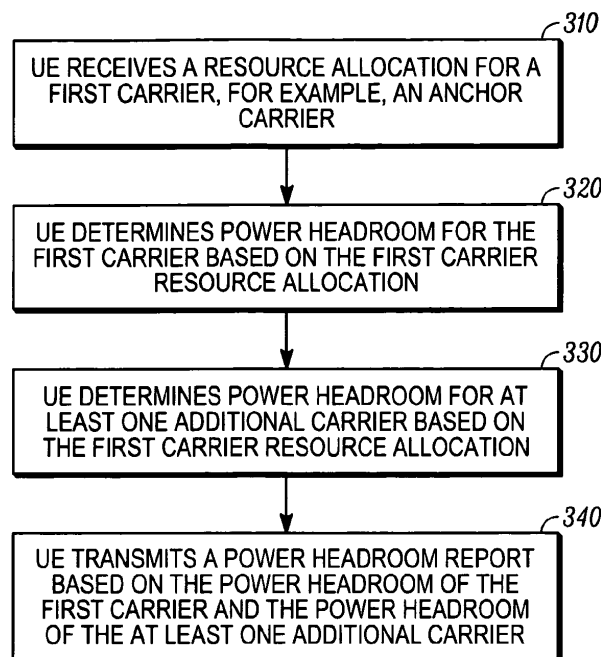 310
UE RECEIVES A RESOURCE ALLOCATION FOR A
FIRST CARRIER, FOR EXAMPLE, AN ANCHOR
CARRIER
320
UE DETERMINES POWER HEADROOM FOR THE
FIRST CARRIER BASED ON THE FIRST CARRIER
RESOURCE ALLOCATION
330
UE DETERMINES POWER HEADROOM FOR AT
LEAST ONE ADDITIONAL CARRIER BASED ON
THE FIRST CARRIER RESOURCE ALLOCATION
340
UE TRANSMITS A POWER HEADROOM REPORT
BASED ON THE POWER HEADROOM OF THE
FIRST CARRIER AND THE POWER HEADROOM
OF THE AT LEAST ONE ADDITIONAL CARRIER